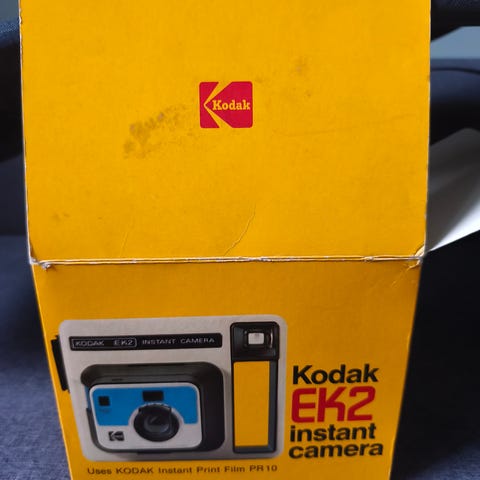 Kodak
KODAK EK2 INSTANT CAMERA
Kodak
EK2
instant
camera
Uses KODAK Instant Print Film PR10